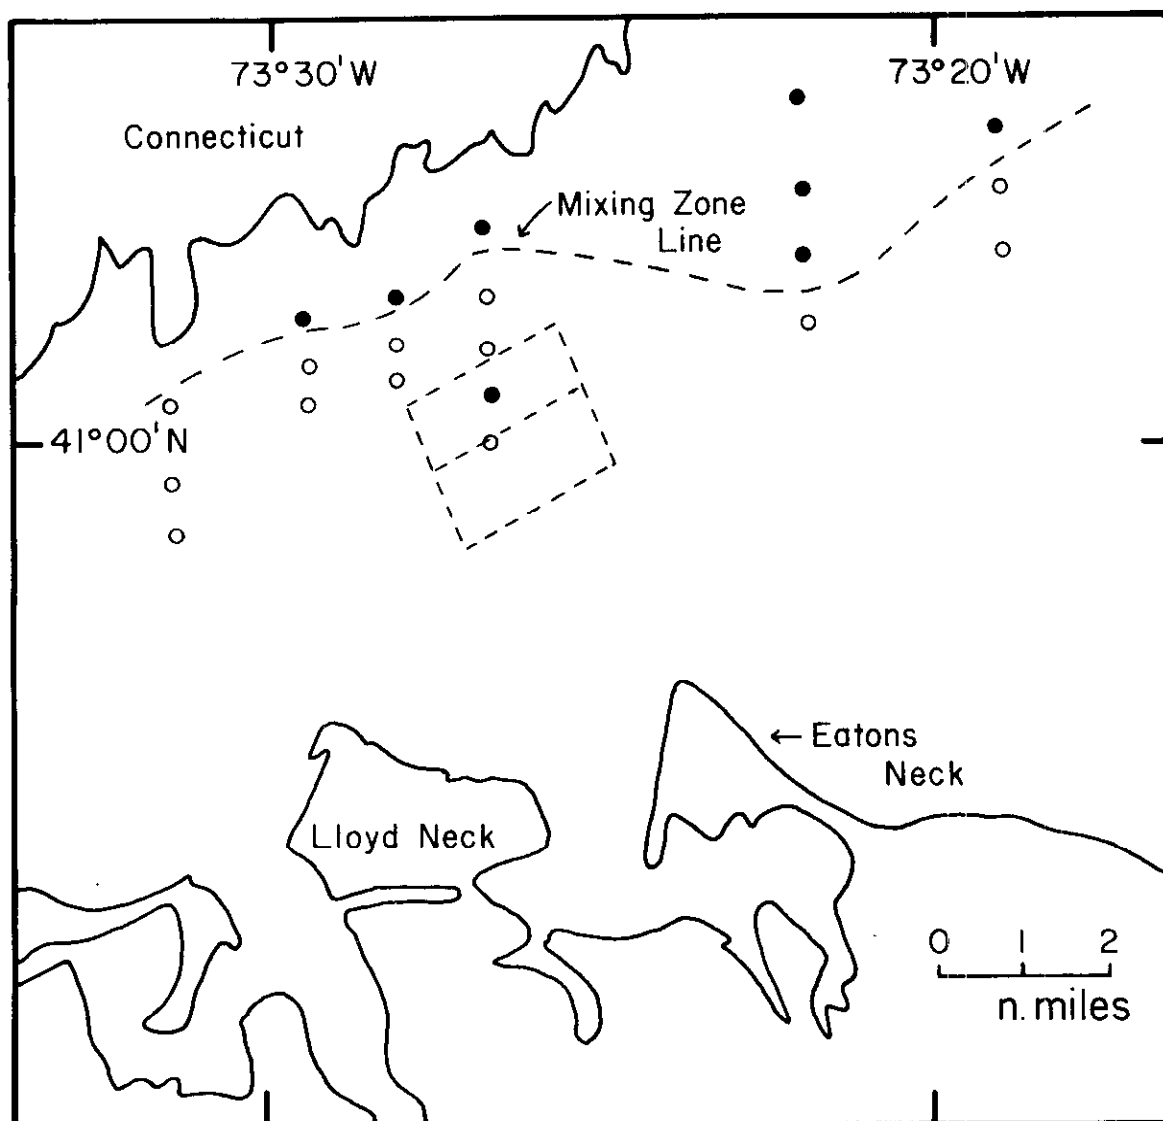 73°30'W
73°20'W
Connecticut
Mixing Zone
Line
41°00'N
Eatons
Neck
Lloyd Neck
0 1 2
n. miles